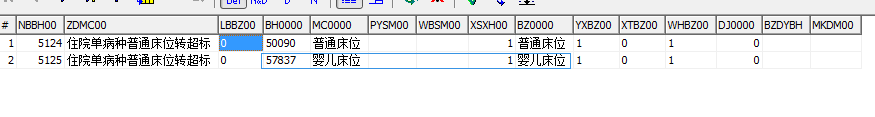 Def H&D D
# NBBH00 ZDMC00 LBBZ00 BH0000 MC0000 PYSM00 WBSM00 XSXH00 BZ0000 YXBZ00 XTBZ00 WHBZ00 DJ0000 BZDYBH MKDM00
1 5124 住院单病种普通床位转超标 0 50090 普通床位 1 普通床位 1 0 1 0
2 5125 住院单病种普通床位转超标 0 57837 婴儿床位 1 婴儿床位 1 0 1 0